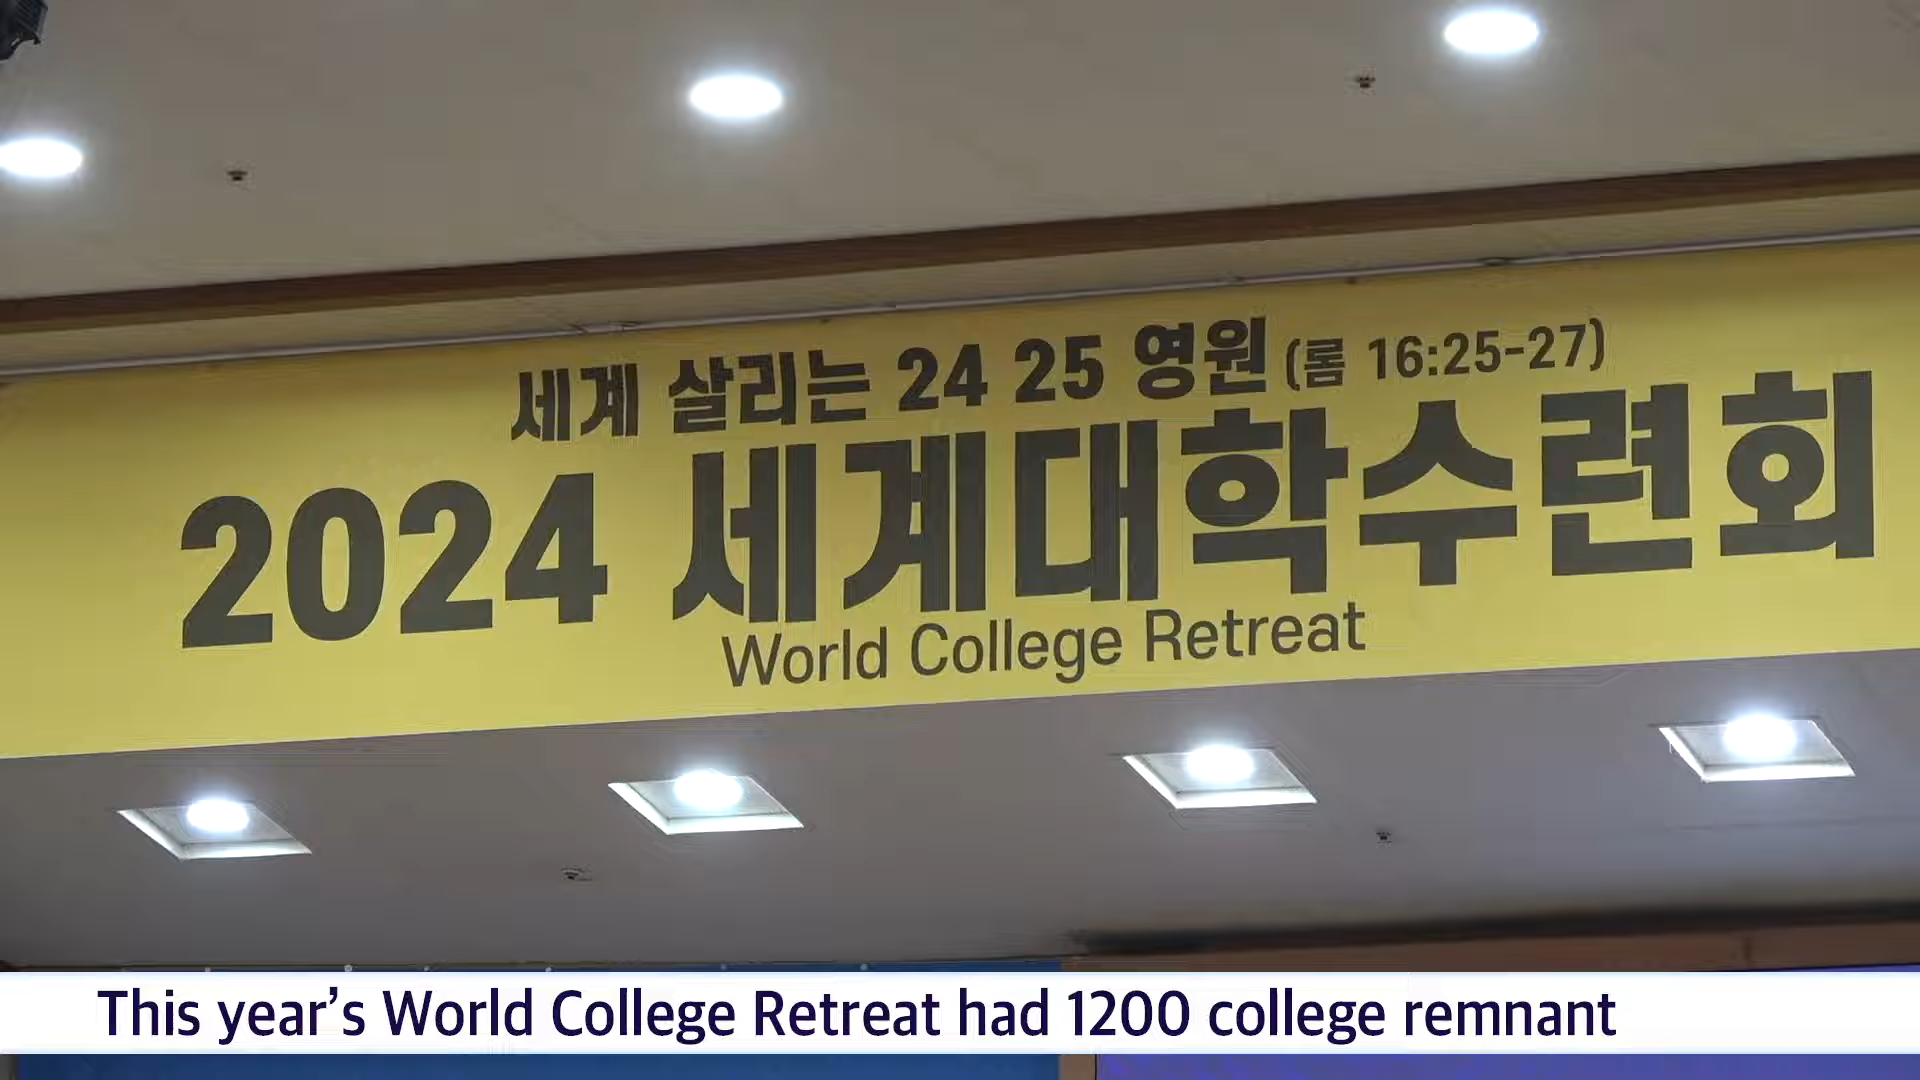 세계 살리는 24 25 영원 (롬 16:25-27)
2024 세계대학수련회
World College Retreat
This year’s World College Retreat had 1200 college remnant